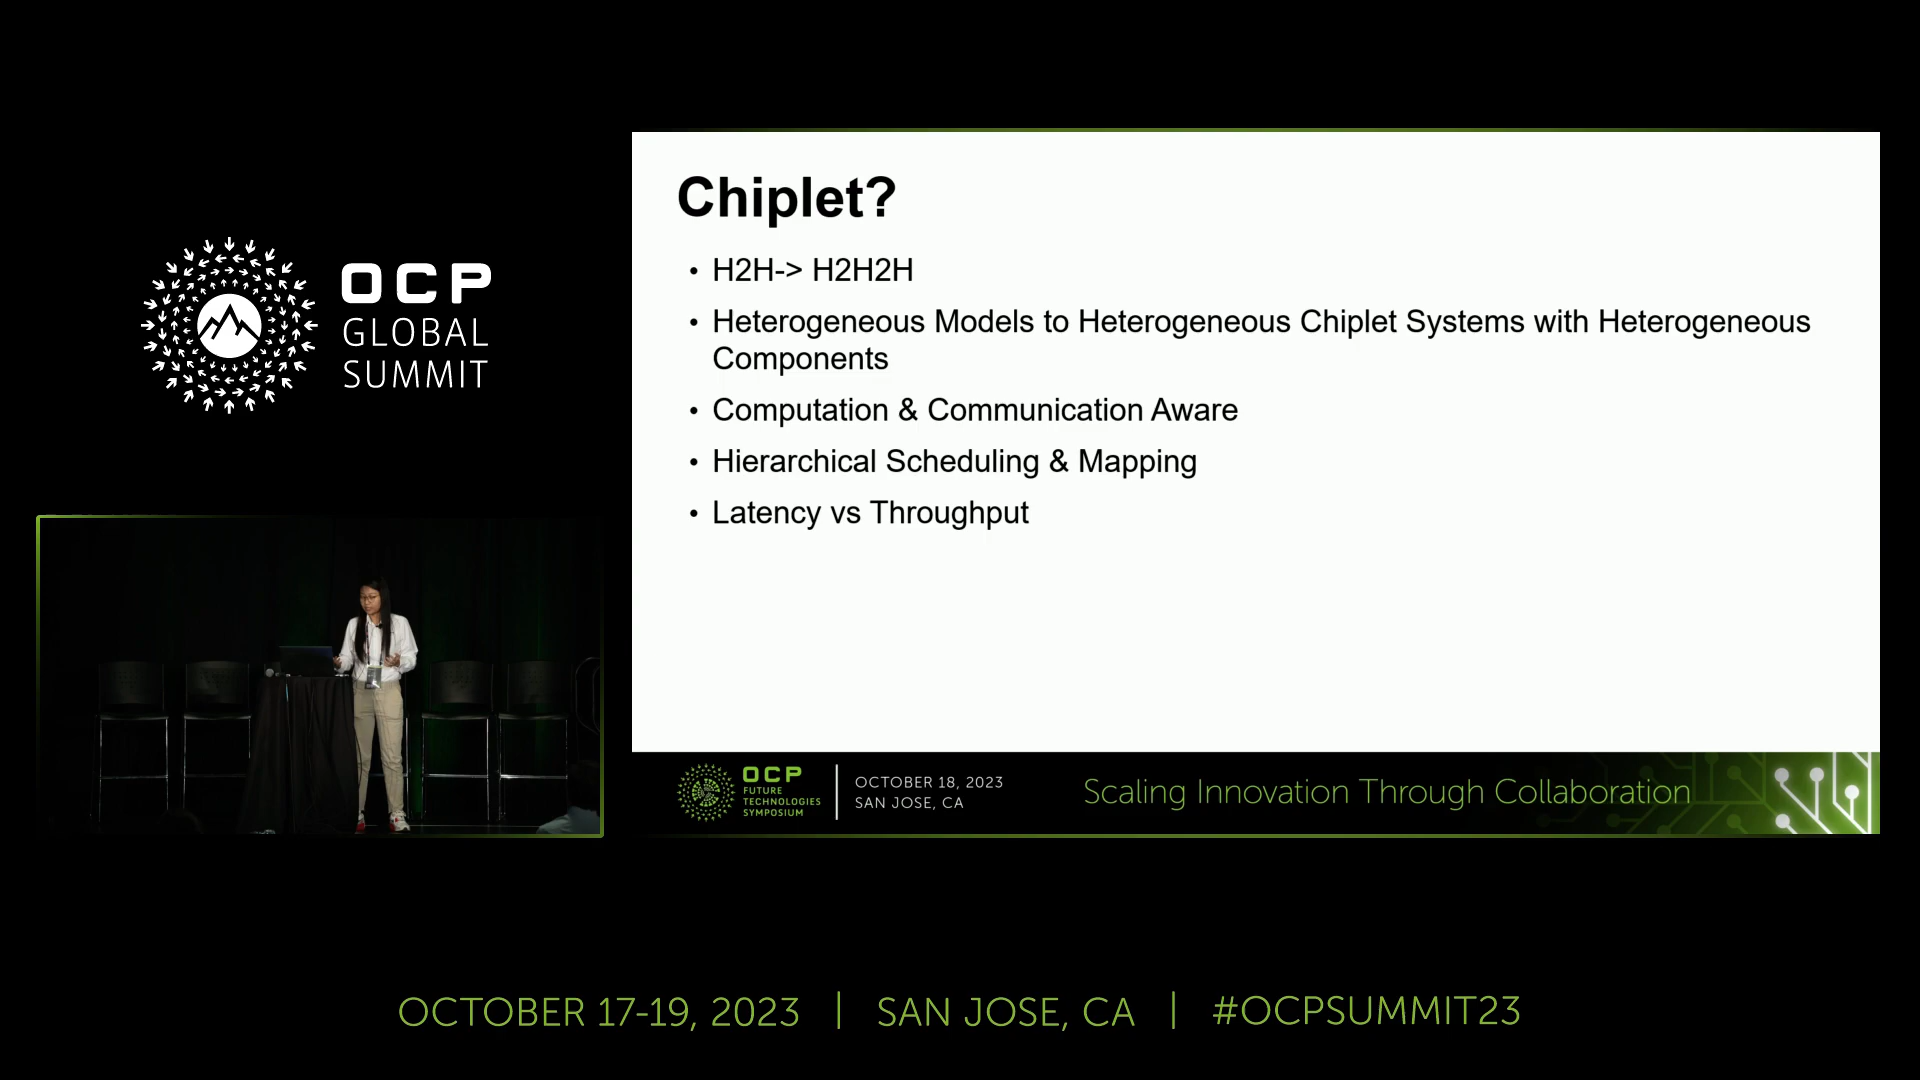 OCP
GLOBAL
SUMMIT
Chiplet?
• H2H-> H2H2H
• Heterogeneous Models to Heterogeneous Chiplet Systems with Heterogeneous
Components
• Computation & Communication Aware
• Hierarchical Scheduling & Mapping
• Latency vs Throughput
OCP
FUTURE
TECHNOLOGIES
SYMPOSIUM
OCTOBER 18, 2023
SAN JOSE, CA
Scaling Innovation Through Collaboration
OCTOBER 17-19, 2023 | SAN JOSE, CA | #OCPSUMMIT23